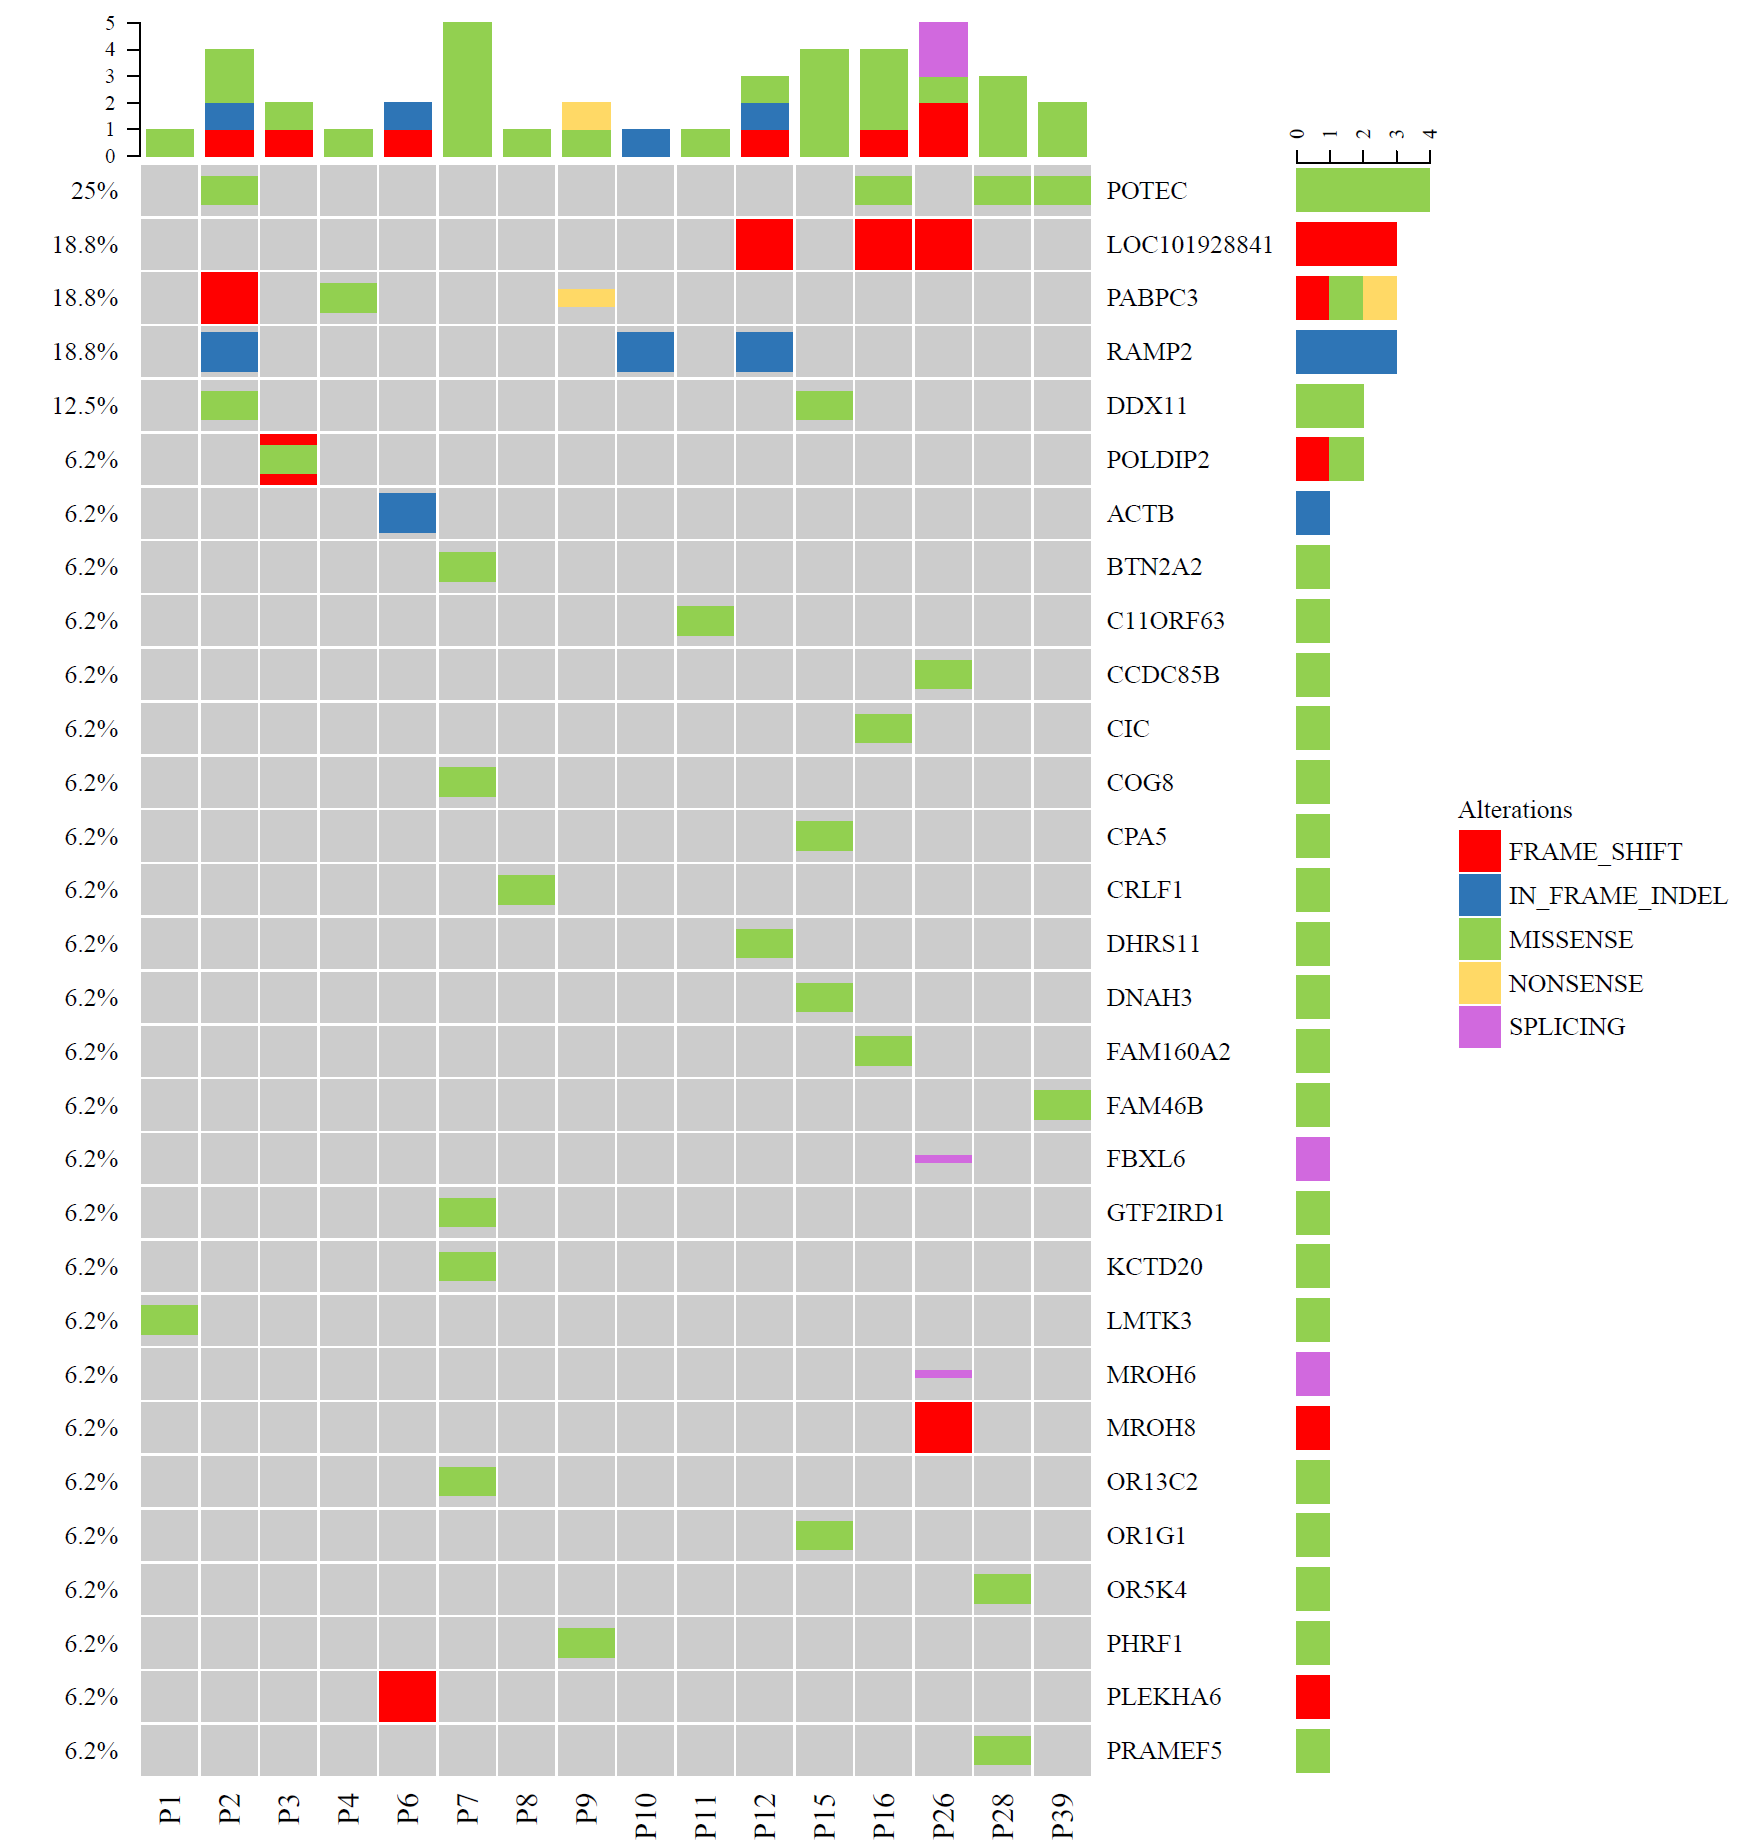 5
4
3
2
1
0
0 1 2 3 4
25% POTEC
18.8% LOC101928841
18.8% PABPC3
18.8% RAMP2
12.5% DDX11
6.2% POLDIP2
6.2% ACTB
6.2% BTN2A2
6.2% C11ORF63
6.2% CCDC85B
6.2% CIC
6.2% COG8
6.2% CPA5
6.2% CRLF1
6.2% DHRS11
6.2% DNAH3
6.2% FAM160A2
6.2% FAM46B
6.2% FBXL6
6.2% GTF2IRD1
6.2% KCTD20
6.2% LMTK3
6.2% MROH6
6.2% MROH8
6.2% OR13C2
6.2% OR1G1
6.2% OR5K4
6.2% PHRF1
6.2% PLEKHA6
6.2% PRAMEF5
P1 P2 P3 P4 P6 P7 P8 P9 P10 P11 P12 P15 P16 P26 P28 P39
Alterations
FRAME_SHIFT
IN_FRAME_INDEL
MISSENSE
NONSENSE
SPLICING